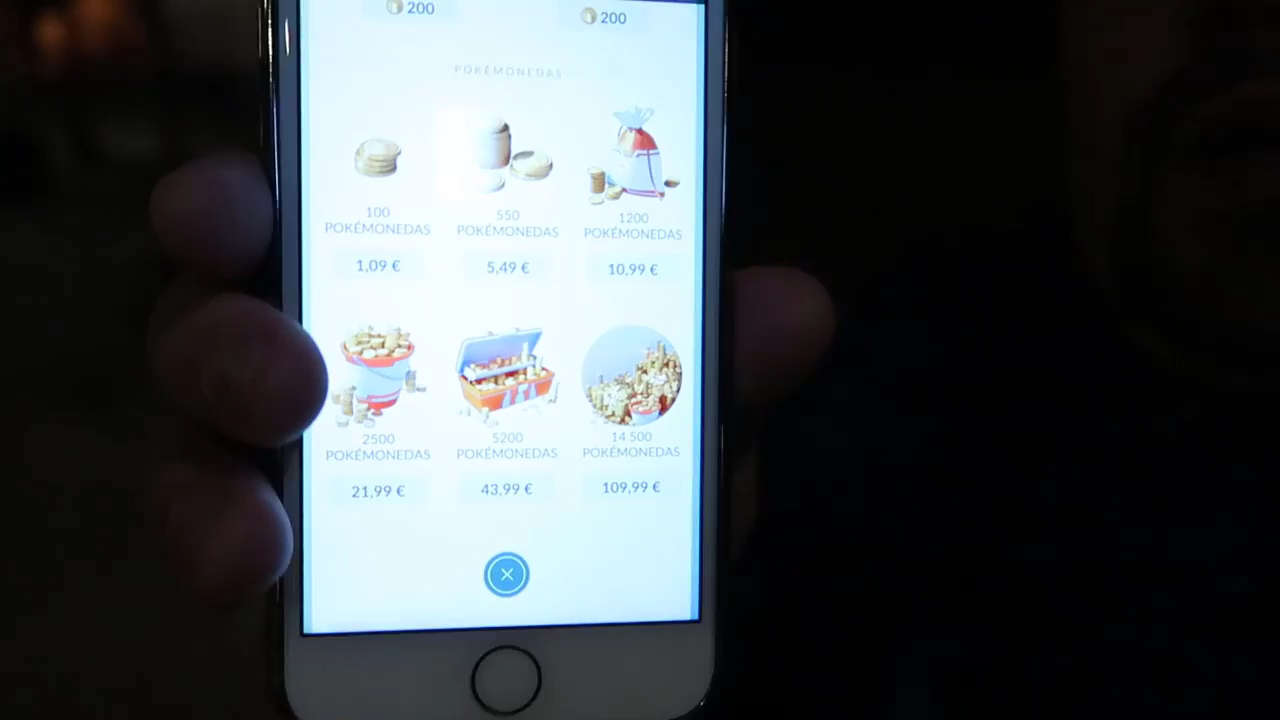 200
200
POKÉMONEDAS
100
POKÉMONEDAS
550
POKÉMONEDAS
1200
POKÉMONEDAS
1,09 €
5,49 €
10,99 €
2500
POKÉMONEDAS
5200
POKÉMONEDAS
14 500
POKÉMONEDAS
21,99 €
43,99 €
109,99 €